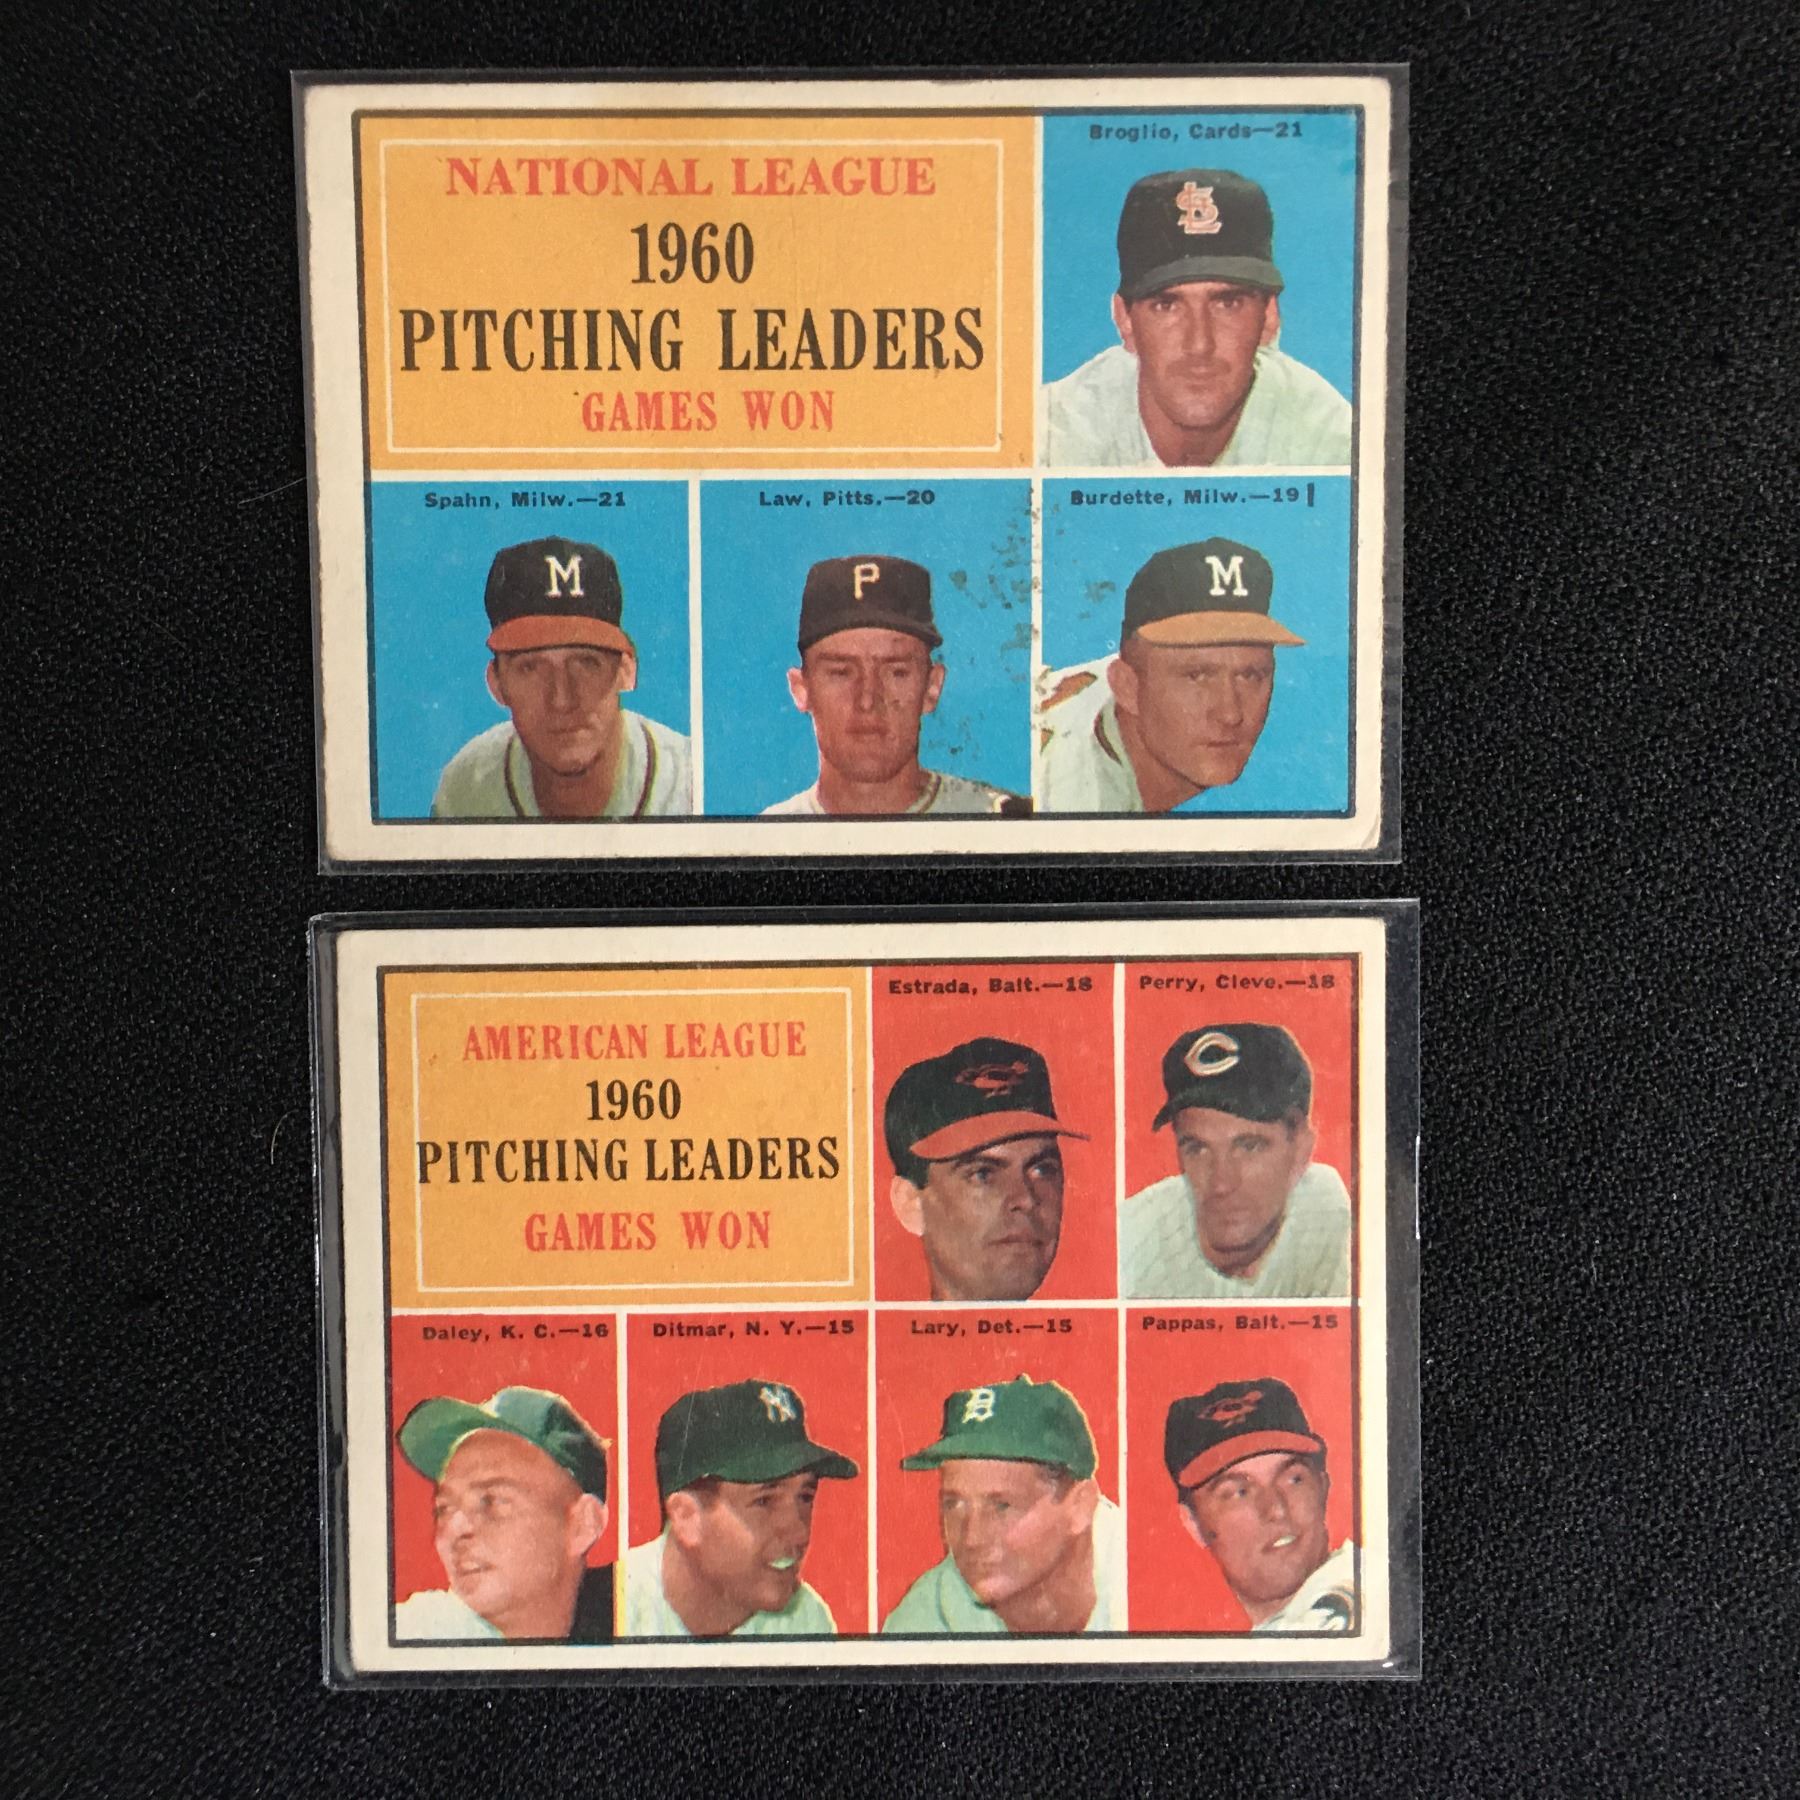 NATIONAL LEAGUE
1960
PITCHING LEADERS
GAMES WON
Broglio, Cards—21
STL
Spahn, Milw.—21
Law, Pitts.—20
Burdette, Milw.—19
M
P
M
AMERICAN LEAGUE
1960
PITCHING LEADERS
GAMES WON
Estrada, Balt.—18
Perry, Cleve.—18
C
Daley, K. C.—16
Ditmar, N. Y.—15
Lary, Det.—15
Pappas, Balt.—15
NY
D